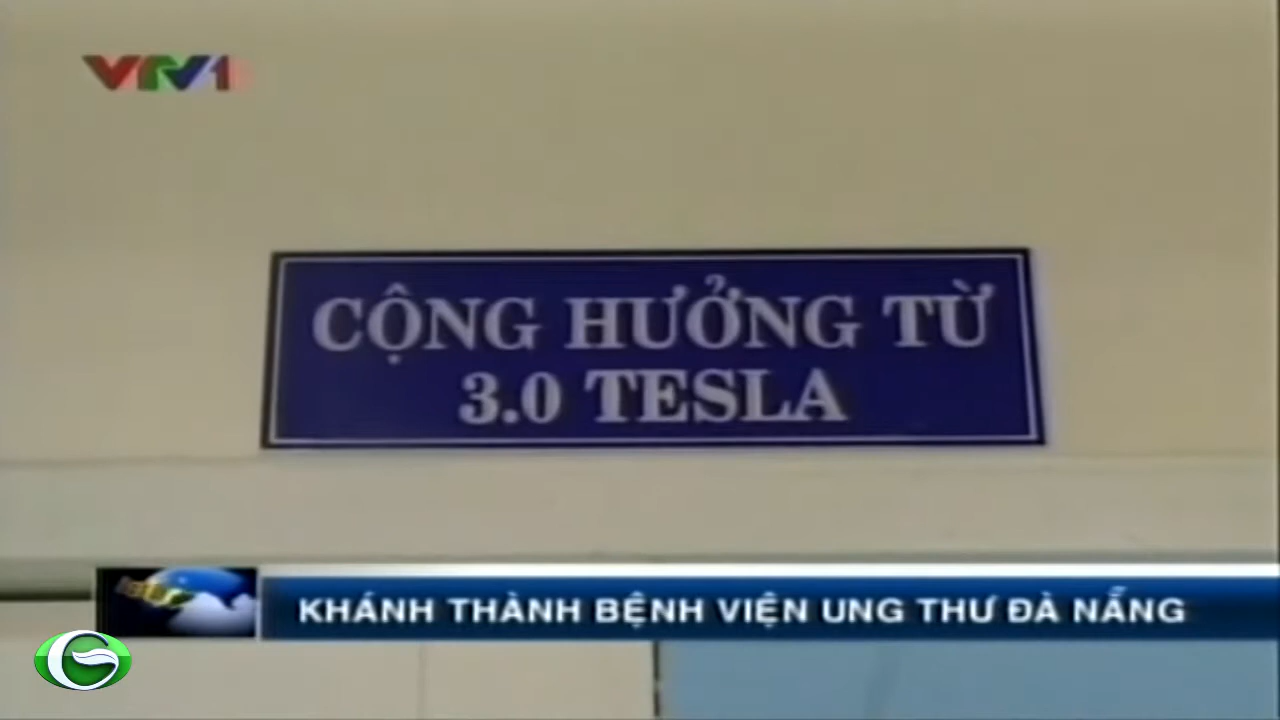 VTV1
CỘNG HƯỞNG TỪ
3.0 TESLA
KHÁNH THÀNH BỆNH VIỆN UNG THƯ ĐÀ NẴNG